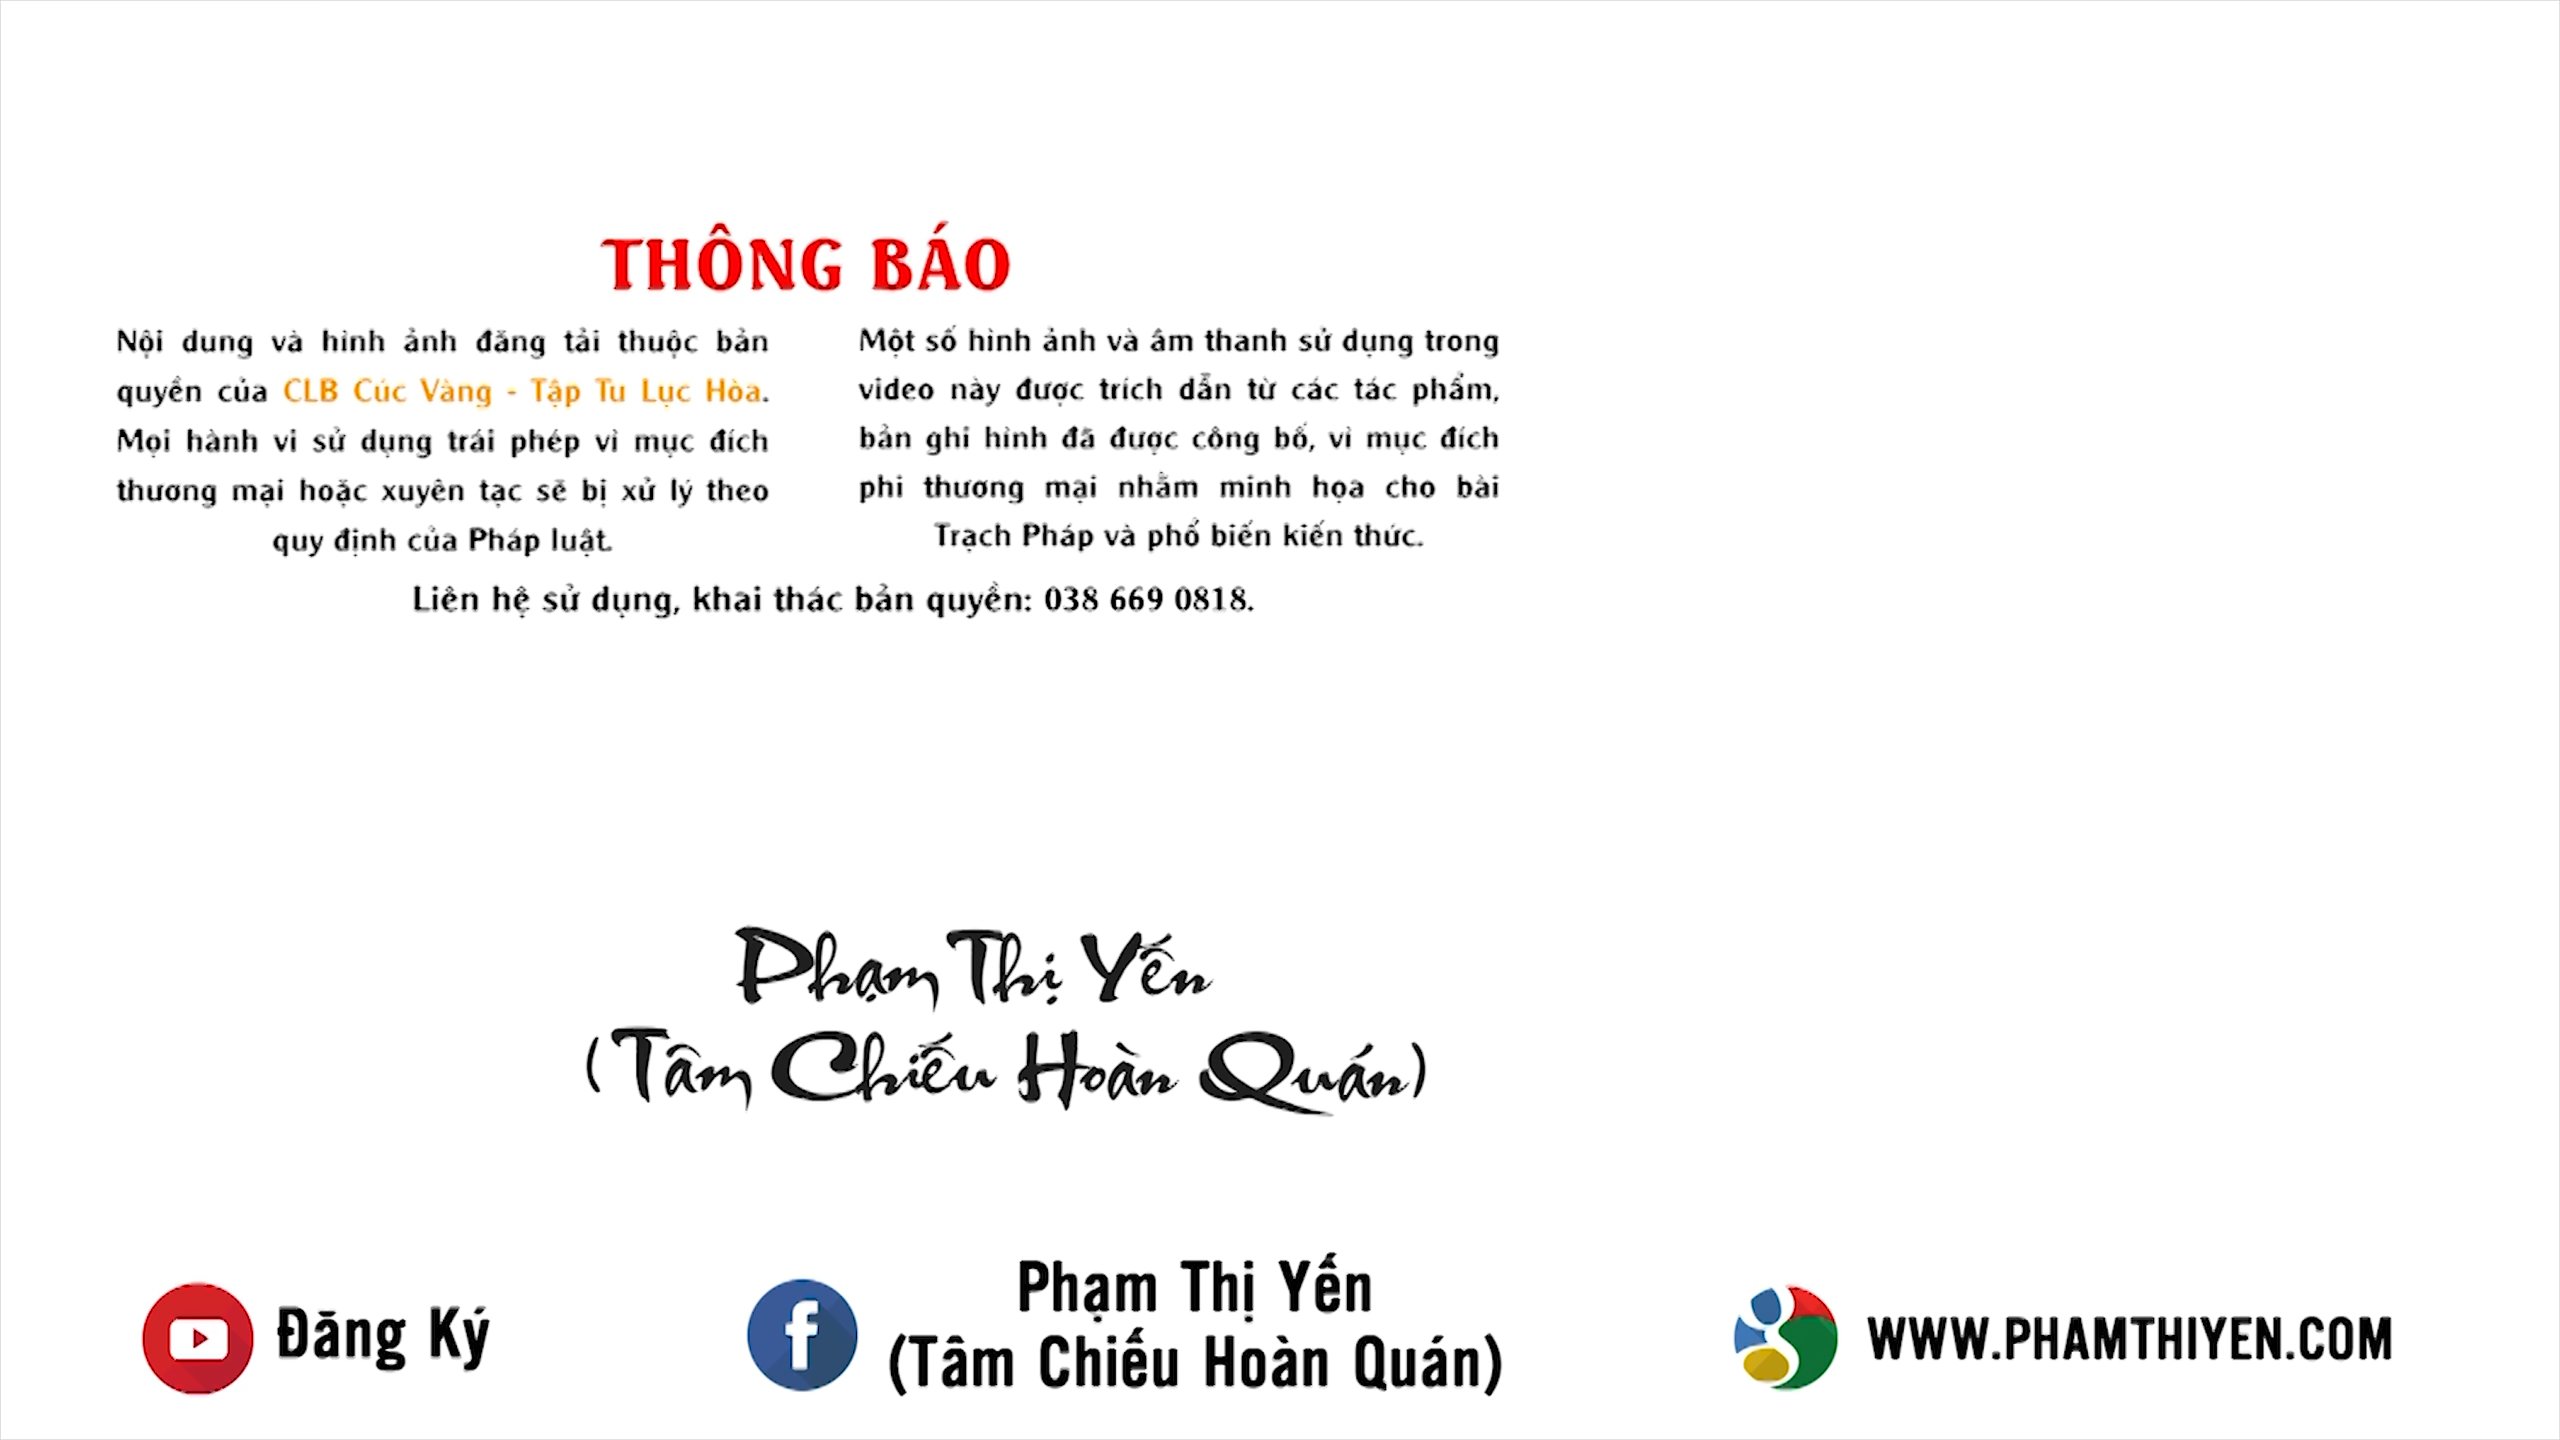 THÔNG BÁO
Nội dung và hình ảnh đăng tải thuộc bản
quyền của CLB Cúc Vàng - Tập Tu Lục Hòa.
Mọi hành vi sử dụng trái phép vì mục đích
thương mại hoặc xuyên tạc sẽ bị xử lý theo
quy định của Pháp luật.
Một số hình ảnh và âm thanh sử dụng trong
video này được trích dẫn từ các tác phẩm,
bản ghi hình đã được công bố, vì mục đích
phi thương mại nhằm minh họa cho bài
Trạch Pháp và phổ biến kiến thức.
Liên hệ sử dụng, khai thác bản quyền: 038 669 0818.
Phạm Thị Yến
(Tâm Chiếu Hoàn Quán)
Đăng Ký
Phạm Thị Yến
(Tâm Chiếu Hoàn Quán)
WWW.PHAMTHIYEN.COM